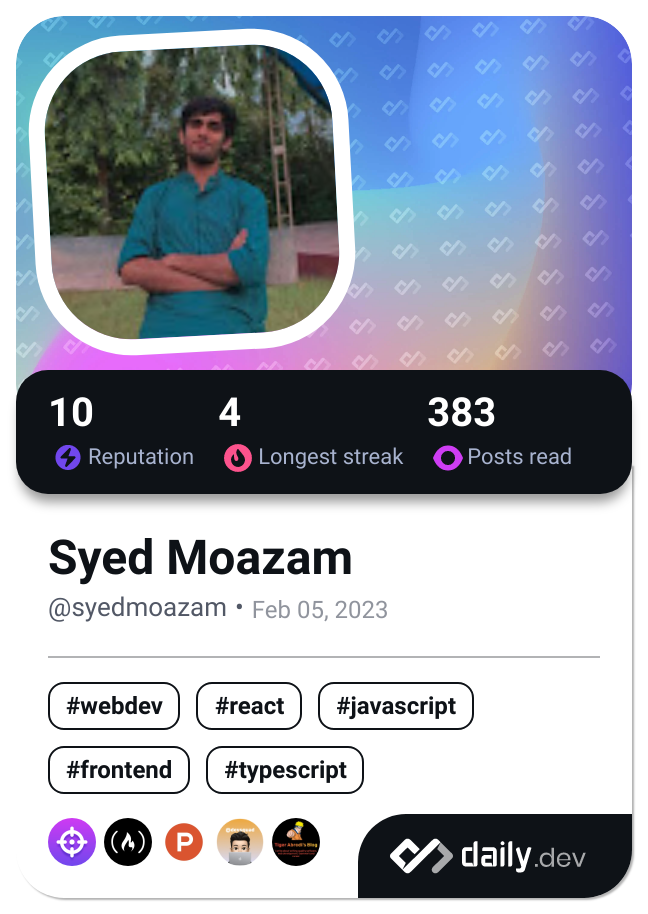 10 4 383
Reputation Longest streak Posts read
Syed Moazam
@syedmoazam • Feb 05, 2023
#webdev #react #javascript
#frontend #typescript
P
daily.dev